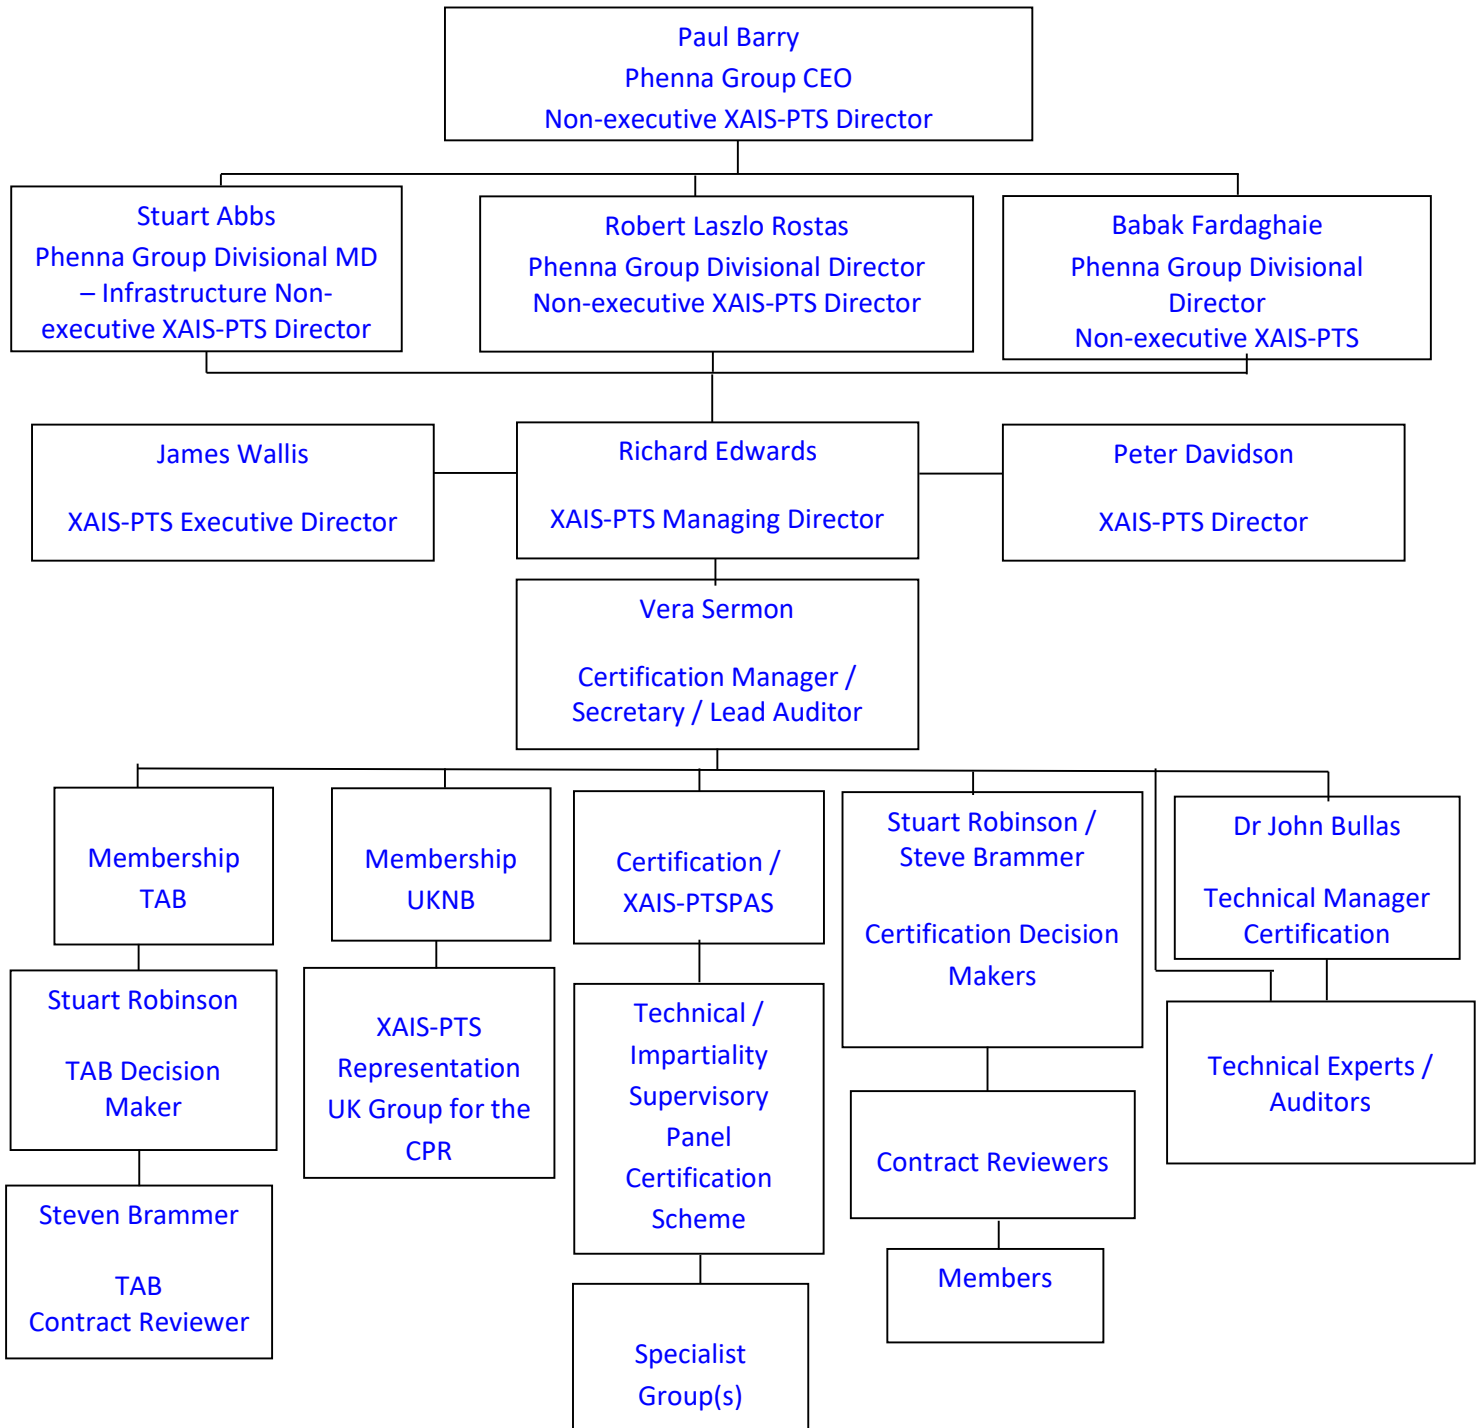 Paul Barry
Phenna Group CEO
Non-executive XAIS-PTS Director
Stuart Abbs
Phenna Group Divisional MD
– Infrastructure Non-
executive XAIS-PTS Director
Robert Laszlo Rostas
Phenna Group Divisional Director
Non-executive XAIS-PTS Director
Babak Fardaghaie
Phenna Group Divisional
Director
Non-executive XAIS-PTS
James Wallis
XAIS-PTS Executive Director
Richard Edwards
XAIS-PTS Managing Director
Peter Davidson
XAIS-PTS Director
Vera Sermon
Certification Manager /
Secretary / Lead Auditor
Membership
TAB
Membership
UKNB
Certification /
XAIS-PTSPAS
Stuart Robinson /
Steve Brammer
Certification Decision
Makers
Dr John Bullas
Technical Manager
Certification
Stuart Robinson
TAB Decision
Maker
XAIS-PTS
Representation
UK Group for the
CPR
Technical /
Impartiality
Supervisory
Panel
Certification
Scheme
Contract Reviewers
Technical Experts /
Auditors
Steven Brammer
TAB
Contract Reviewer
Specialist
Group(s)
Members